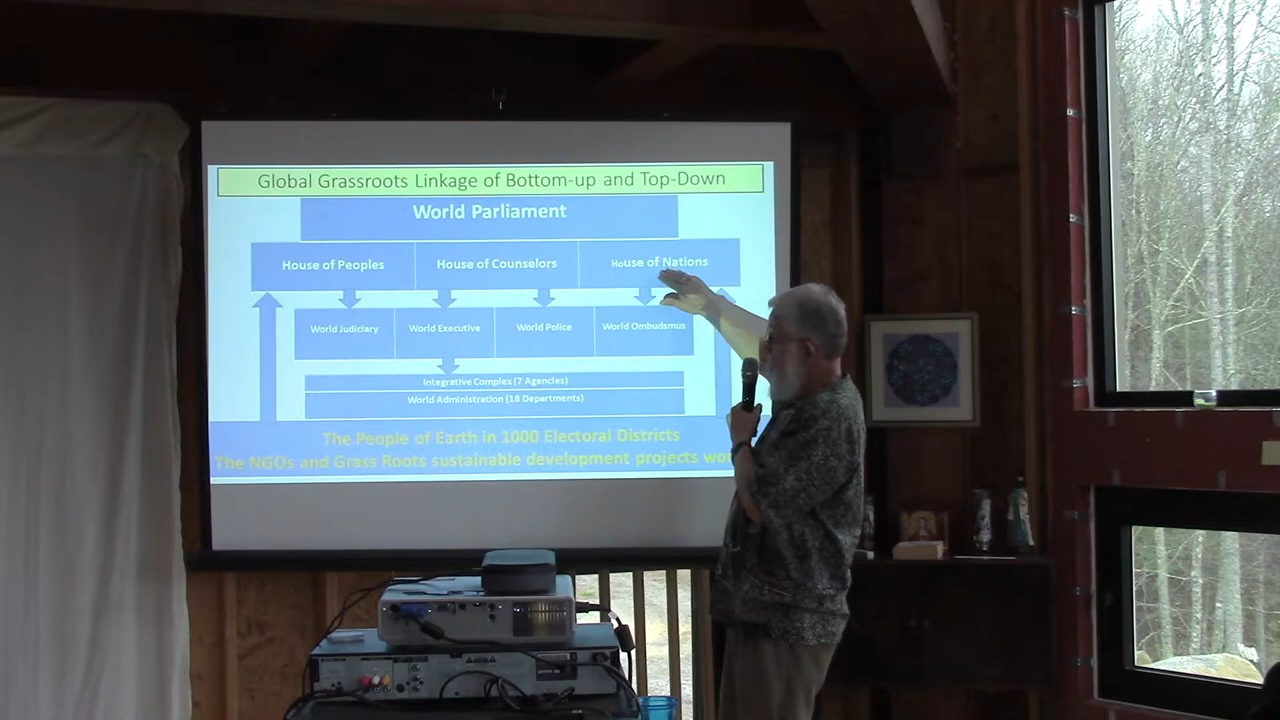 Global Grassroots Linkage of Bottom-up and Top-Down
World Parliament
House of Peoples
House of Counselors
House of Nations
World Judiciary
World Executive
World Police
World Ombudsmus
Integrative Complex (7 Agencies)
World Administration (18 Departments)
The People of Earth in 1000 Electoral Districts
The NGOs and Grass Roots sustainable development projects